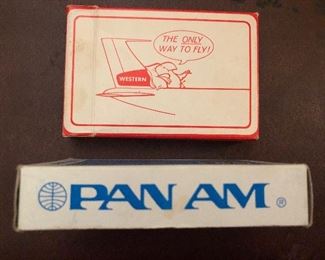 THE ONLY
WAY TO FLY!
WESTERN
PAN AM ®